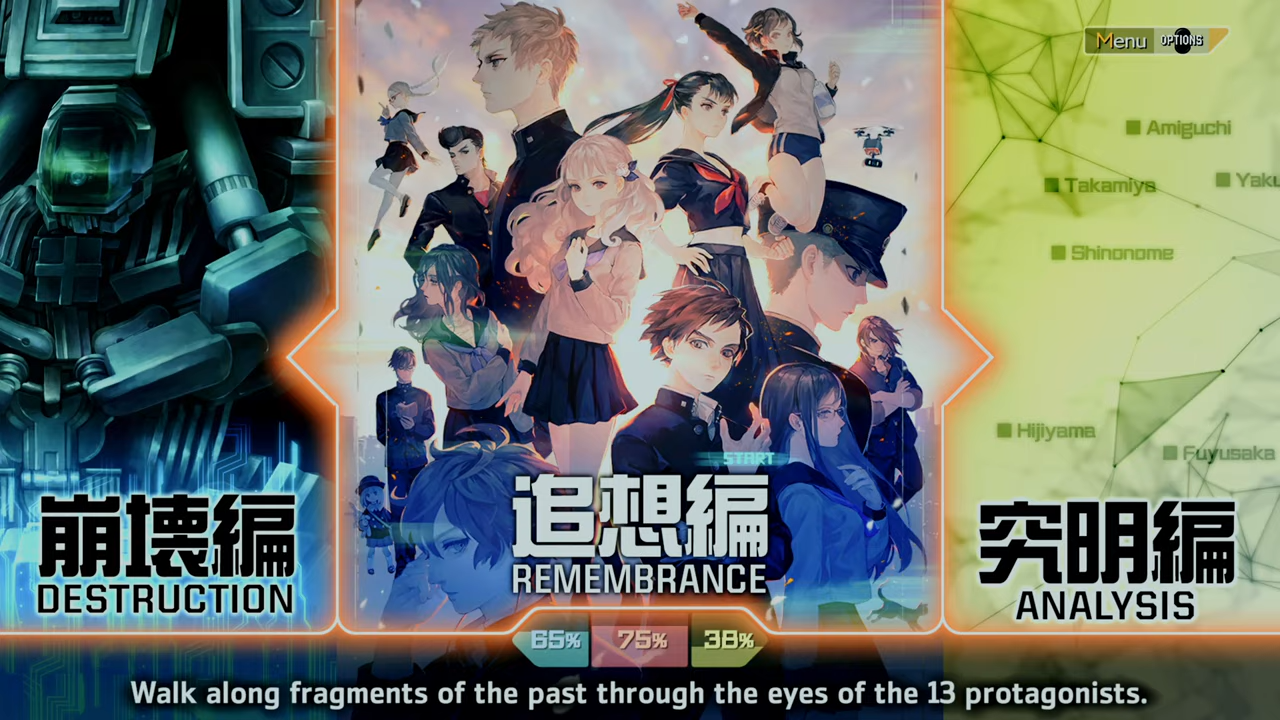 Menu OPTIONS
Amiguchi
Takamiya
Yaku
Shinonome
Hijiyama
Fuyusaka
START
崩壊編
DESTRUCTION
追想編
REMEMBRANCE
究明編
ANALYSIS
65% 75% 38%
Walk along fragments of the past through the eyes of the 13 protagonists.